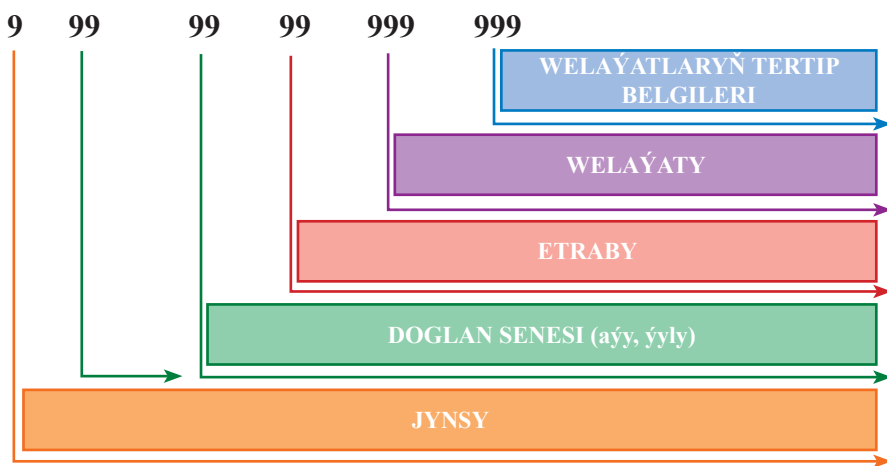 9 99 99 99 999 999
WELAÝATLARYŇ TERTIP
BELGILERI
WELAÝATY
ETRABY
DOGLAN SENESI (aýy, ýyly)
JYNSY